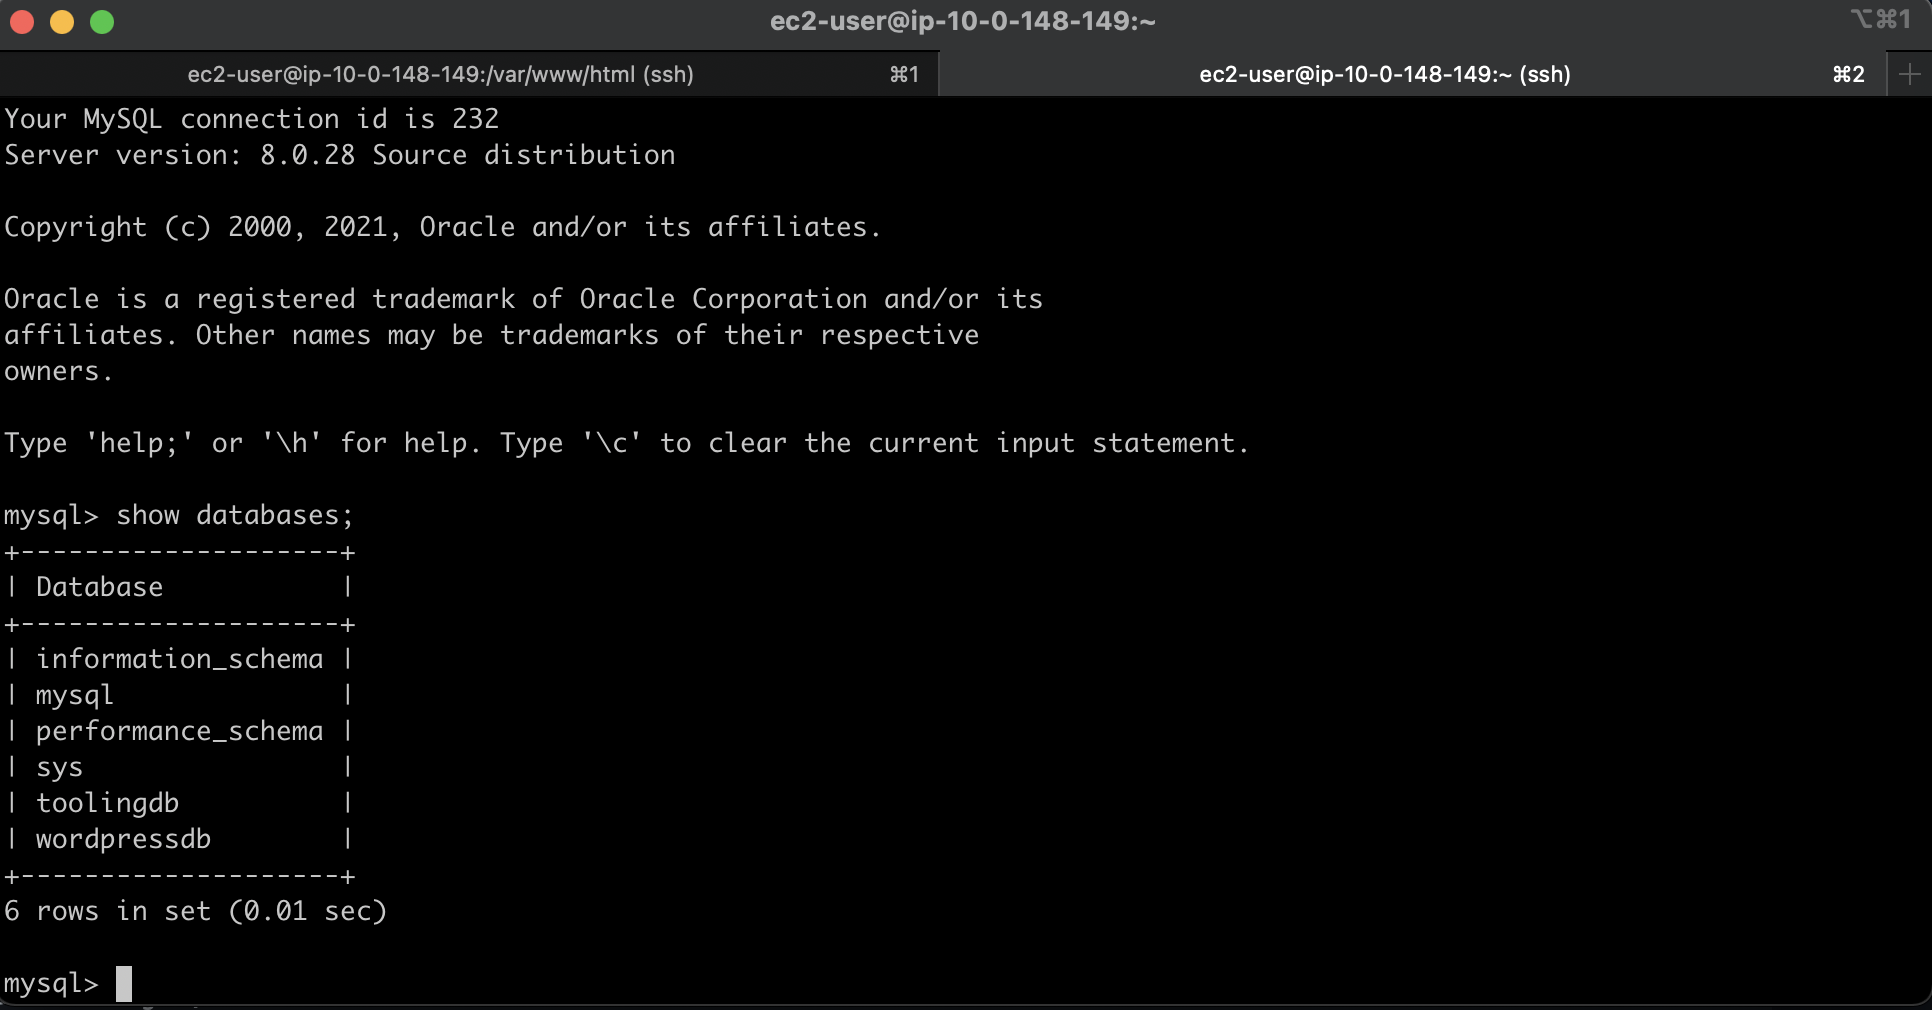 ec2-user@ip-10-0-148-149:~ ⌥⌘1
ec2-user@ip-10-0-148-149:/var/www/html (ssh) ⌘1 ec2-user@ip-10-0-148-149:~ (ssh) ⌘2
Your MySQL connection id is 232
Server version: 8.0.28 Source distribution
Copyright (c) 2000, 2021, Oracle and/or its affiliates.
Oracle is a registered trademark of Oracle Corporation and/or its
affiliates. Other names may be trademarks of their respective
owners.
Type 'help;' or '\h' for help. Type '\c' to clear the current input statement.
mysql> show databases;
+--------------------+
| Database           |
+--------------------+
| information_schema |
| mysql              |
| performance_schema |
| sys                |
| toolingdb          |
| wordpressdb        |
+--------------------+
6 rows in set (0.01 sec)
mysql>